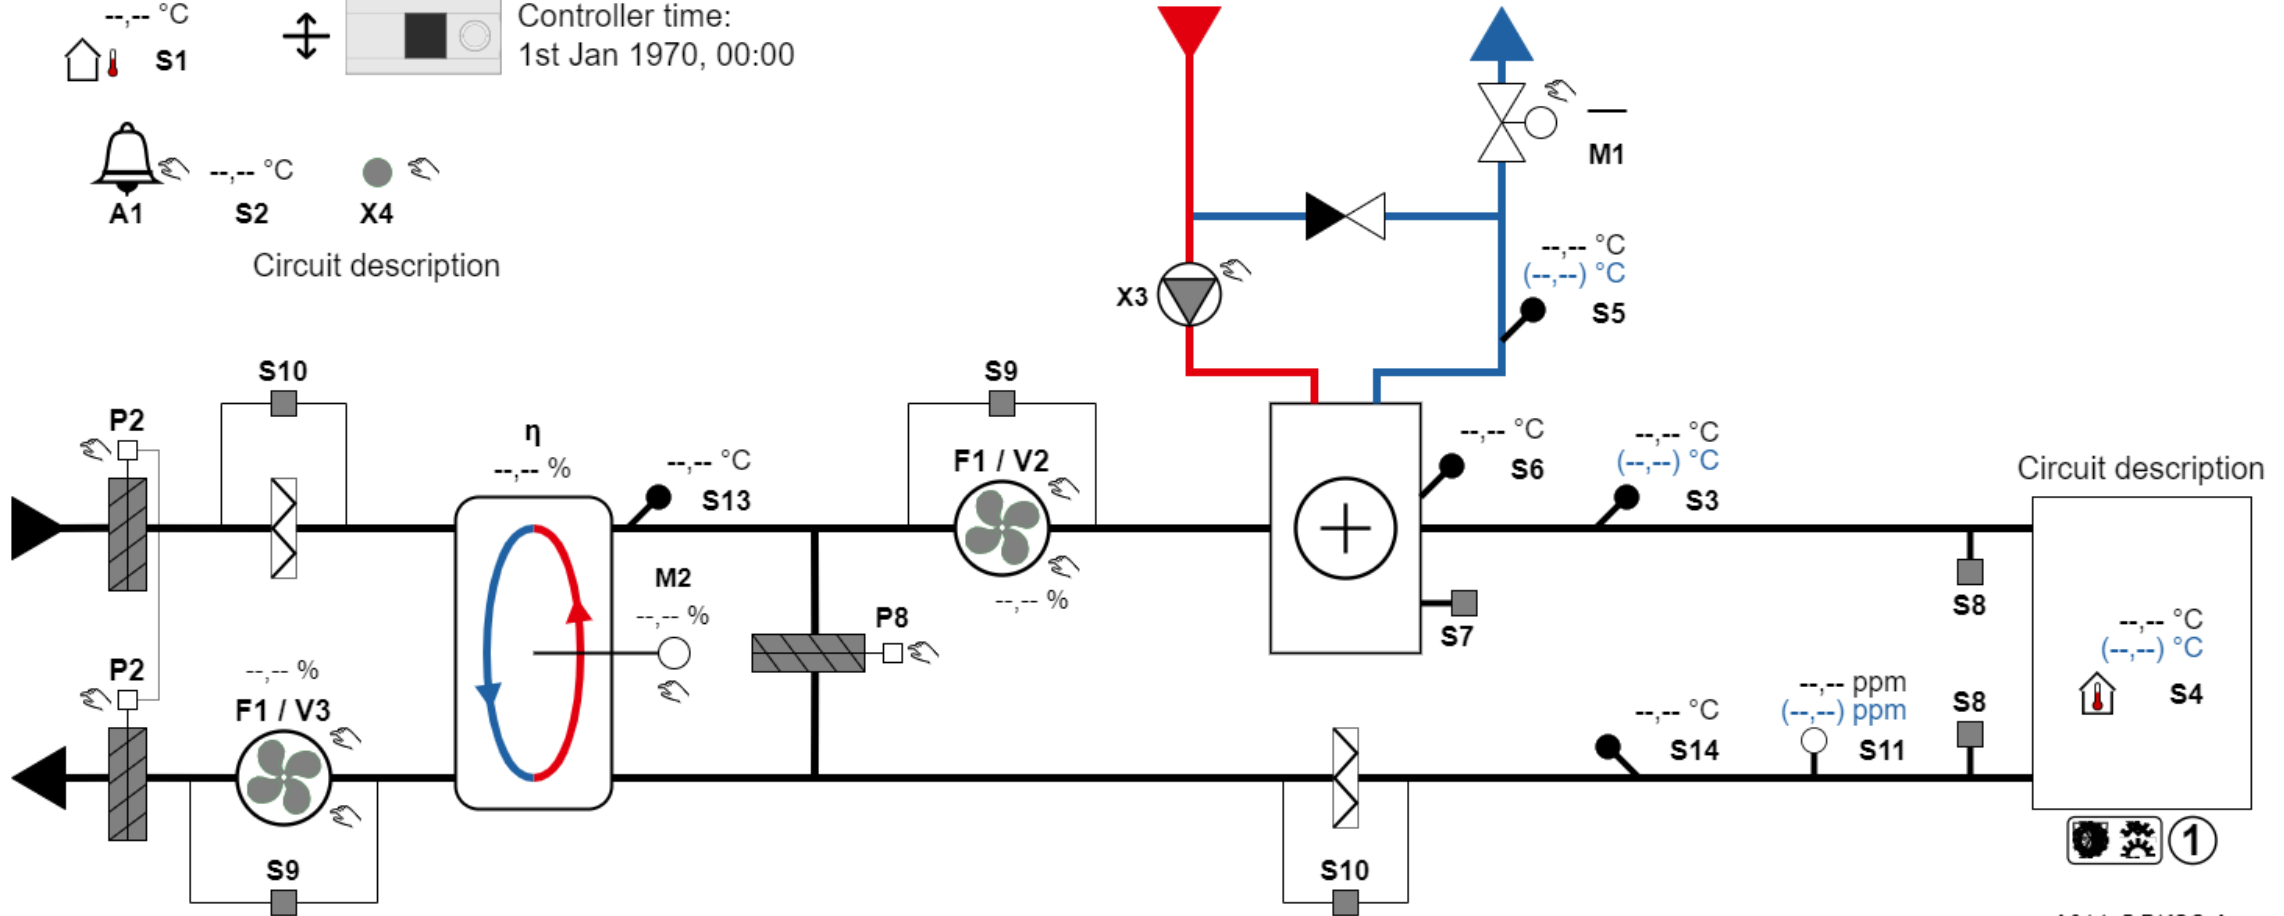 --,-- °C
S1
Controller time:
1st Jan 1970, 00:00
A1
--,-- °C
S2
X4
Circuit description
M1
X3
--,-- °C
(--,--) °C
S5
S10
P2
η
--,-- %
--,-- °C
S13
S9
F1 / V2
--,-- %
--,-- °C
S6
--,-- °C
(--,--) °C
S3
Circuit description
M2
--,-- %
P8
S7
S8
--,-- °C
(--,--) °C
S4
P2
--,-- %
F1 / V3
S9
S10
--,-- °C
S14
--,-- ppm
(--,--) ppm
S11
S8
1